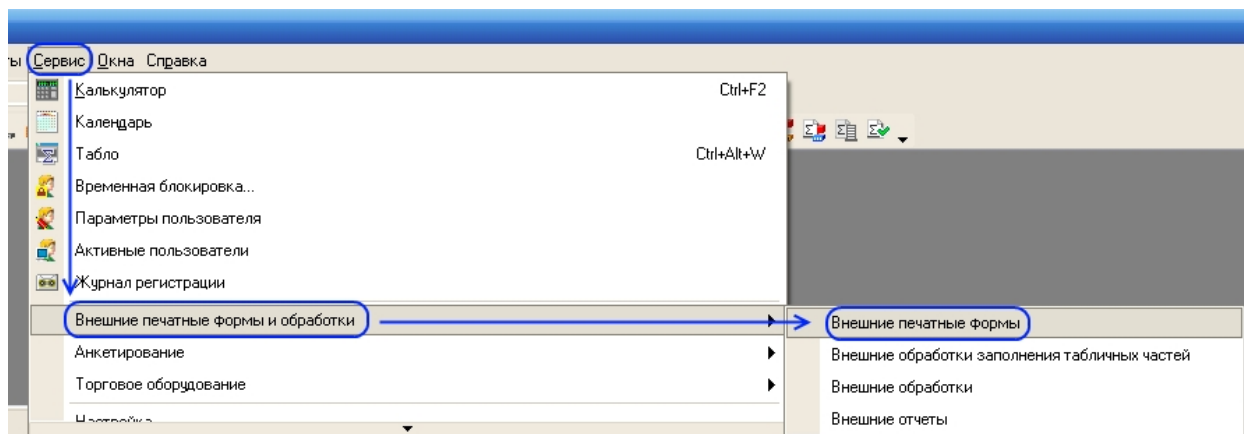 ты Сервис Окна Справка
Калькулятор Ctrl+F2
Календарь
Табло Ctrl+Alt+W
Временная блокировка...
Параметры пользователя
Активные пользователи
Журнал регистрации
Внешние печатные формы и обработки
Внешние печатные формы
Анкетирование
Внешние обработки заполнения табличных частей
Торговое оборудование
Внешние обработки
Настройка
Внешние отчеты